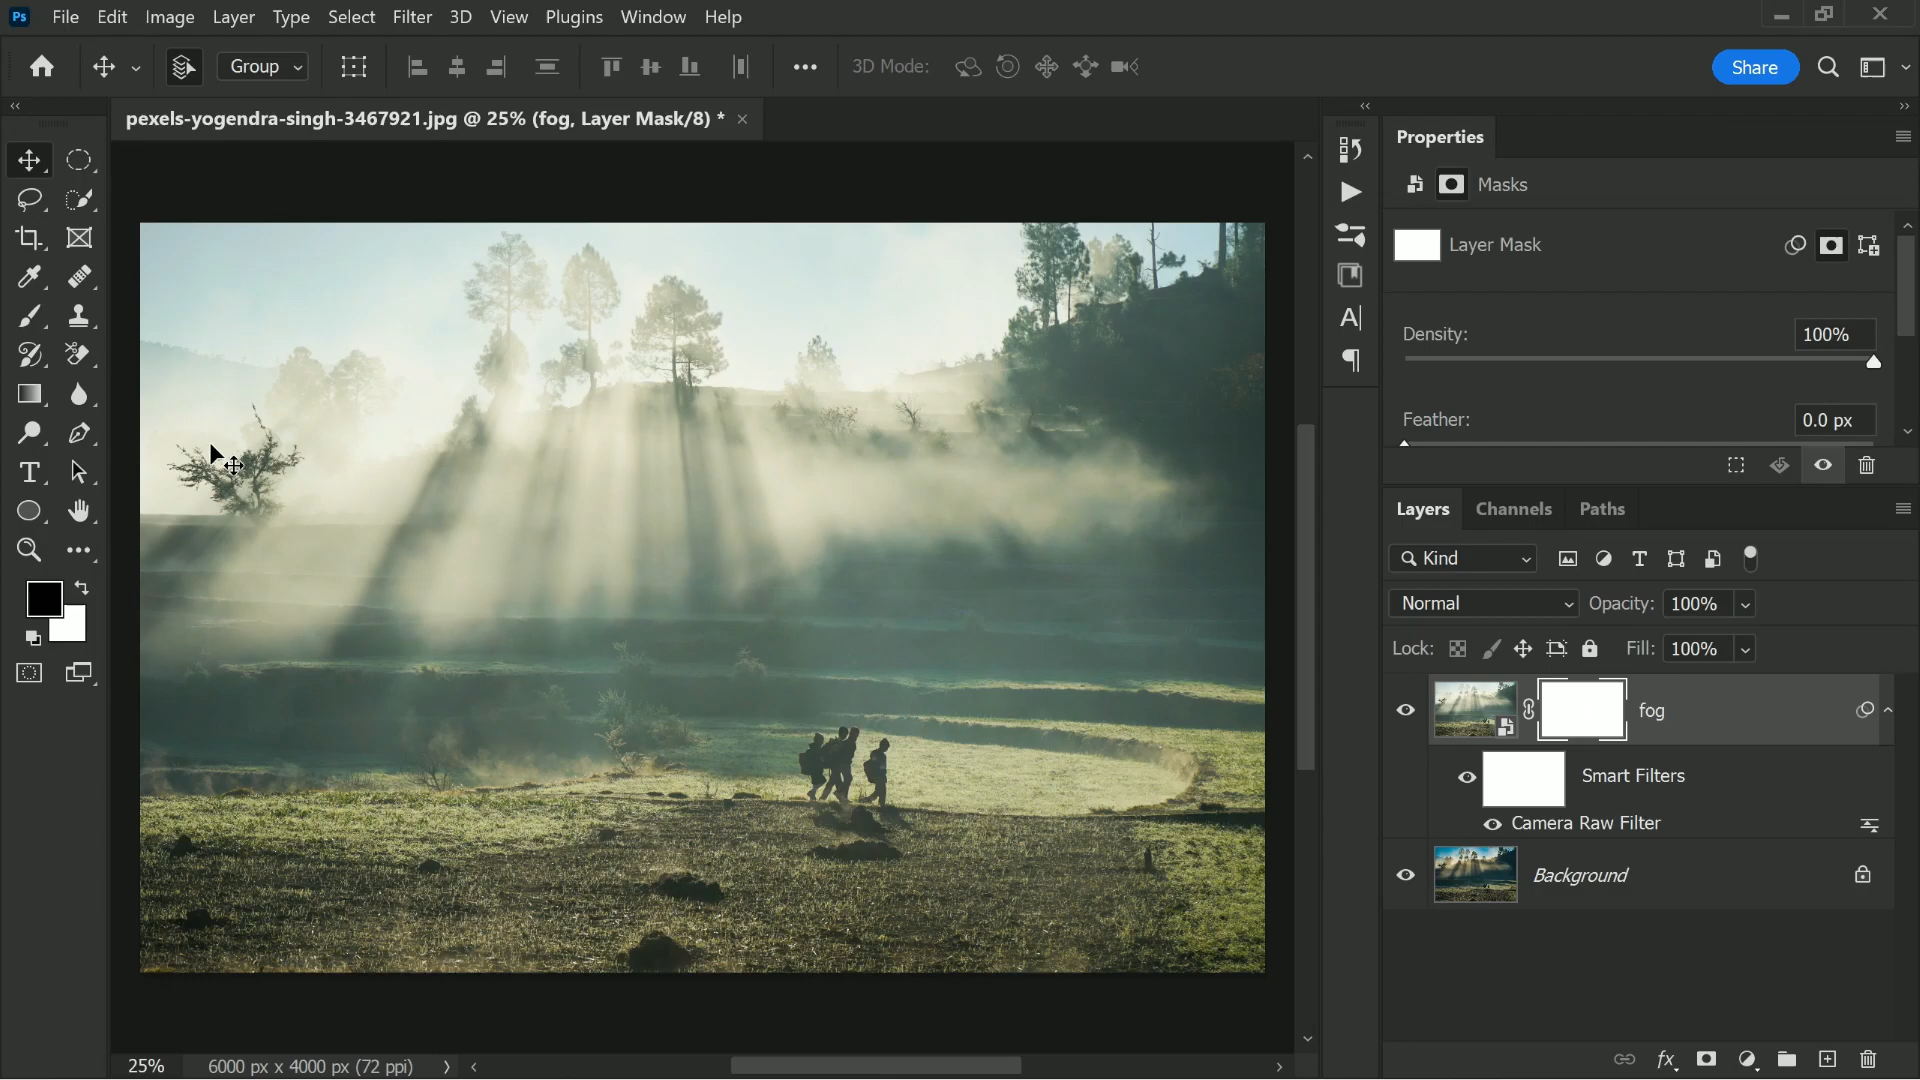 Ps File Edit Image Layer Type Select Filter 3D View Plugins Window Help
Group 3D Mode: Share
pexels-yogendra-singh-3467921.jpg @ 25% (fog, Layer Mask/8) *
Properties
Masks
Layer Mask
Density: 100%
Feather: 0.0 px
Layers Channels Paths
Kind
Normal Opacity: 100%
Lock: Fill: 100%
fog
Smart Filters
Camera Raw Filter
Background
25% 6000 px x 4000 px (72 ppi)